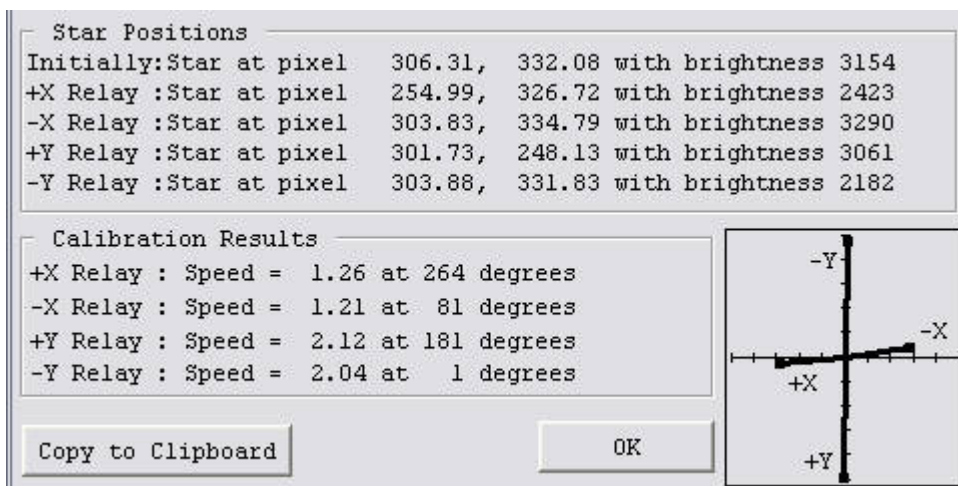 Star Positions
Initially:Star at pixel 306.31, 332.08 with brightness 3154
+X Relay :Star at pixel 254.99, 326.72 with brightness 2423
-X Relay :Star at pixel 303.83, 334.79 with brightness 3290
+Y Relay :Star at pixel 301.73, 248.13 with brightness 3061
-Y Relay :Star at pixel 303.88, 331.83 with brightness 2182
Calibration Results
+X Relay : Speed = 1.26 at 264 degrees
-X Relay : Speed = 1.21 at 81 degrees
+Y Relay : Speed = 2.12 at 181 degrees
-Y Relay : Speed = 2.04 at 1 degrees
-Y
-X
+X
+Y
Copy to Clipboard
OK